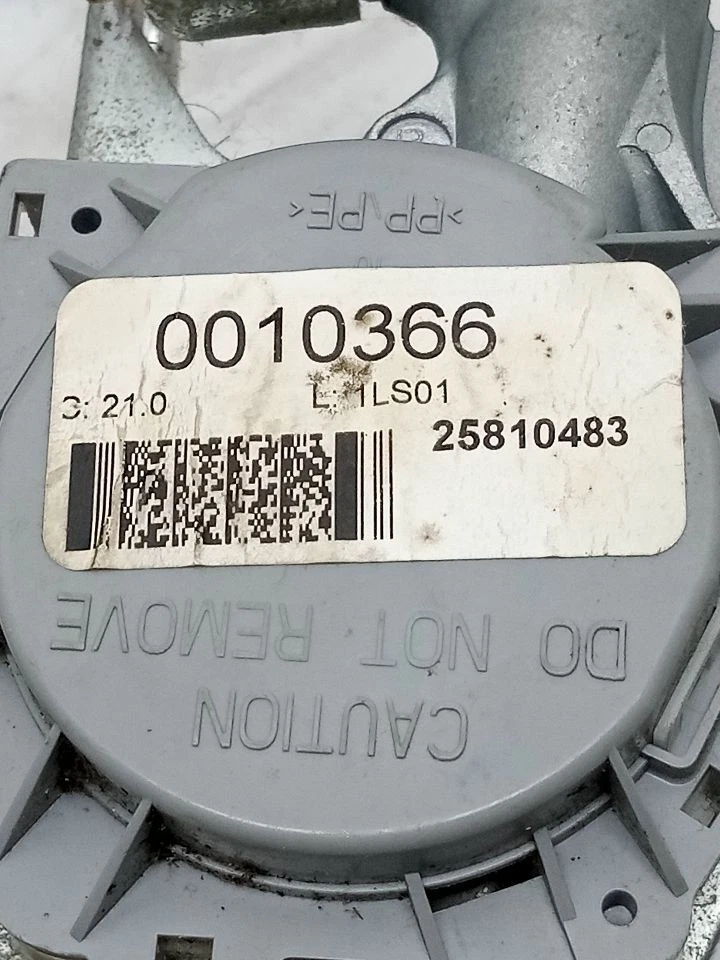 >PP/PE<
0010366
C: 21.0 L: 1LS01
25810483
CAUTION
DO NOT REMOVE